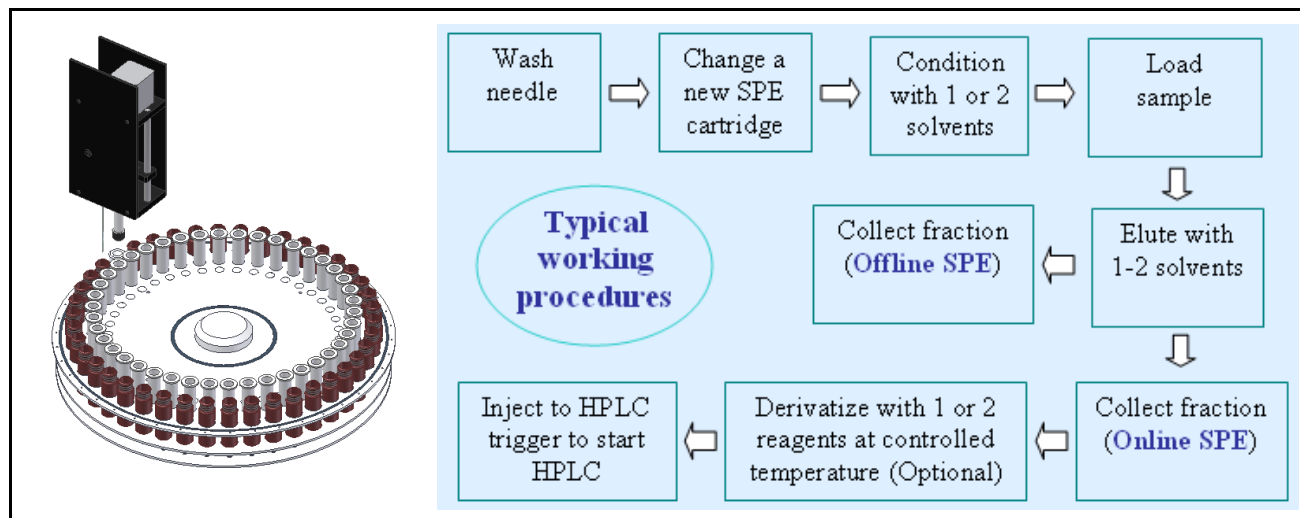 Wash
needle
Change a
new SPE
cartridge
Condition
with 1 or 2
solvents
Load
sample
Typical
working
procedures
Collect fraction
(Offline SPE)
Elute with
1-2 solvents
Inject to HPLC
trigger to start
HPLC
Derivatize with 1 or 2
reagents at controlled
temperature (Optional)
Collect fraction
(Online SPE)